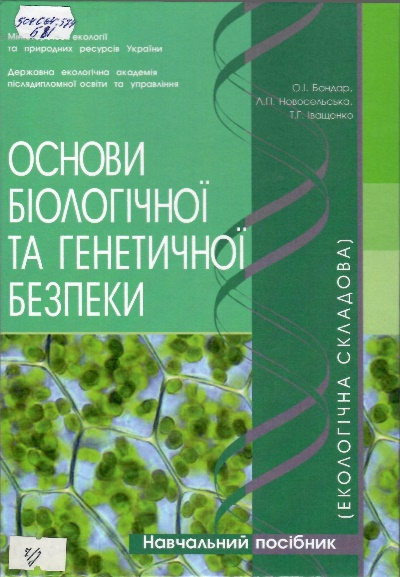 екології
та природних ресурсів України
Державна екологічна академія
післядипломної освіти та управління
О.І. Бондар,
Л.П. Новосельська,
Т.Г. Іващенко
ОСНОВИ
БІОЛОГІЧНОЇ
ТА ГЕНЕТИЧНОЇ
БЕЗПЕКИ
(ЕКОЛОГІЧНА СКЛАДОВА)
Навчальний посібник